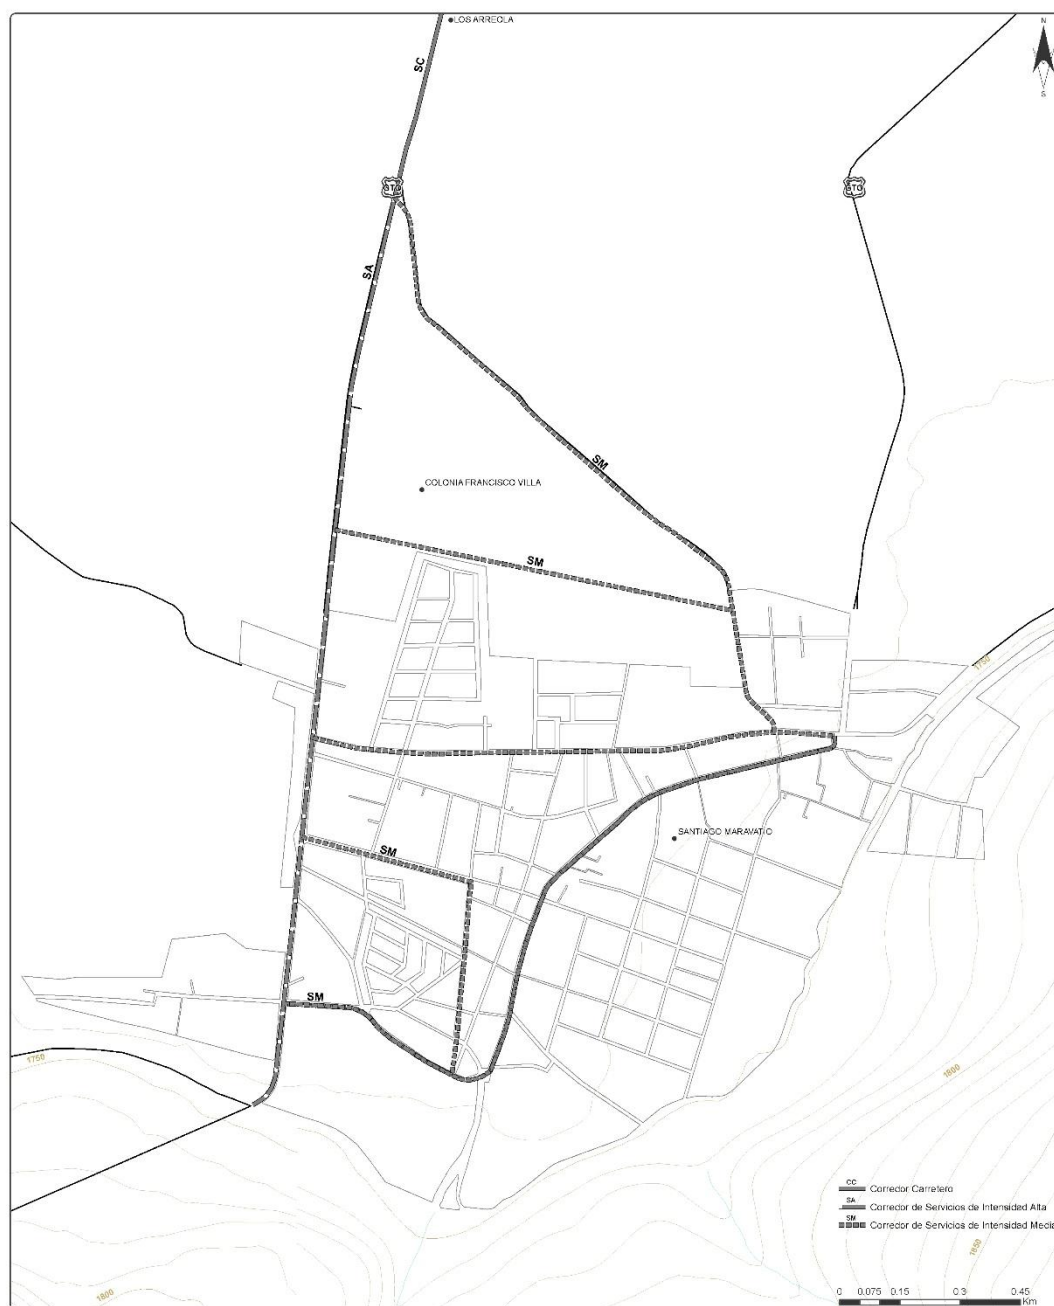 LOS ARREOLA
N
S
SC
GTO
GTO
SA
SM
COLONIA FRANCISCO VILLA
SM
1750
SANTIAGO MARAVATIO
SM
SM
1750
1800
CC
Corredor Carretero
SA
Corredor de Servicios de Intensidad Alta
SM
Corredor de Servicios de Intensidad Media
1850
1800
0 0.075 0.15 0.3 0.45
Km